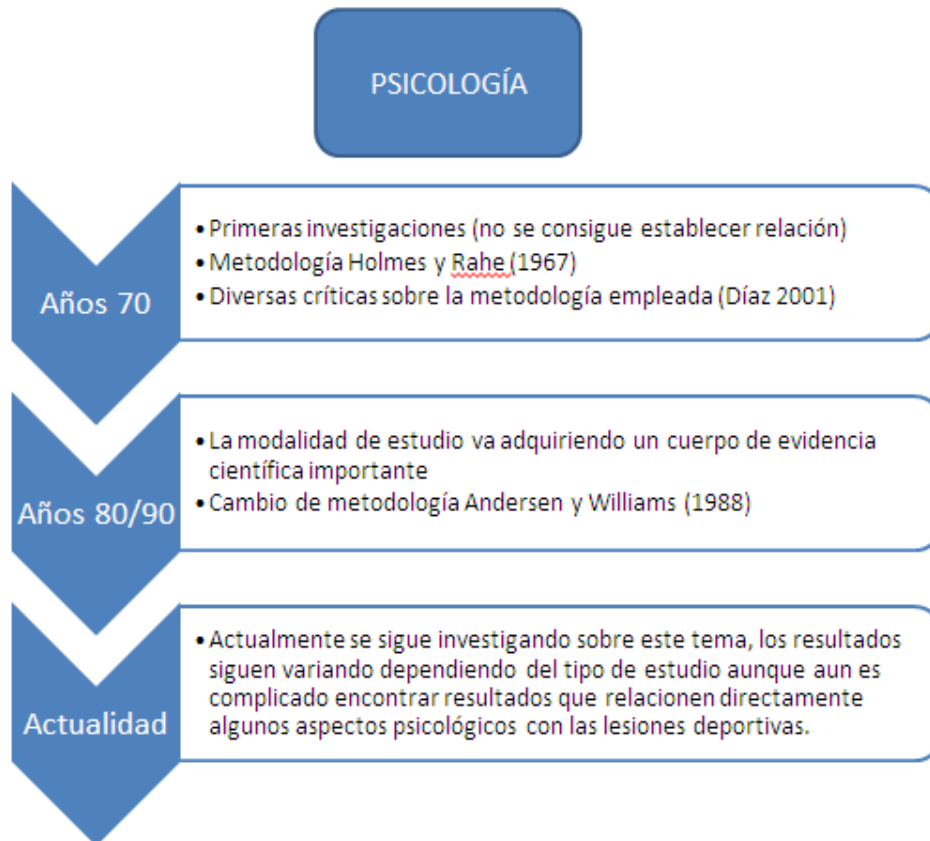 PSICOLOGÍA
Años 70
• Primeras investigaciones (no se consigue establecer relación)
• Metodología Holmes y Rahe (1967)
• Diversas críticas sobre la metodología empleada (Díaz 2001)
Años 80/90
• La modalidad de estudio va adquiriendo un cuerpo de evidencia
científica importante
• Cambio de metodología Andersen y Williams (1988)
Actualidad
• Actualmente se sigue investigando sobre este tema, los resultados
siguen variando dependiendo del tipo de estudio aunque aun es
complicado encontrar resultados que relacionen directamente
algunos aspectos psicológicos con las lesiones deportivas.